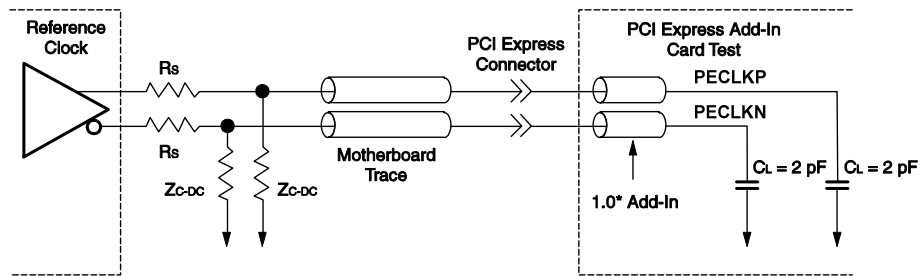 Reference
Clock
Rs
Rs
ZC-DC
ZC-DC
Motherboard
Trace
PCI Express
Connector
PCI Express Add-In
Card Test
PECLKP
PECLKN
1.0* Add-In
CL = 2 pF
CL = 2 pF